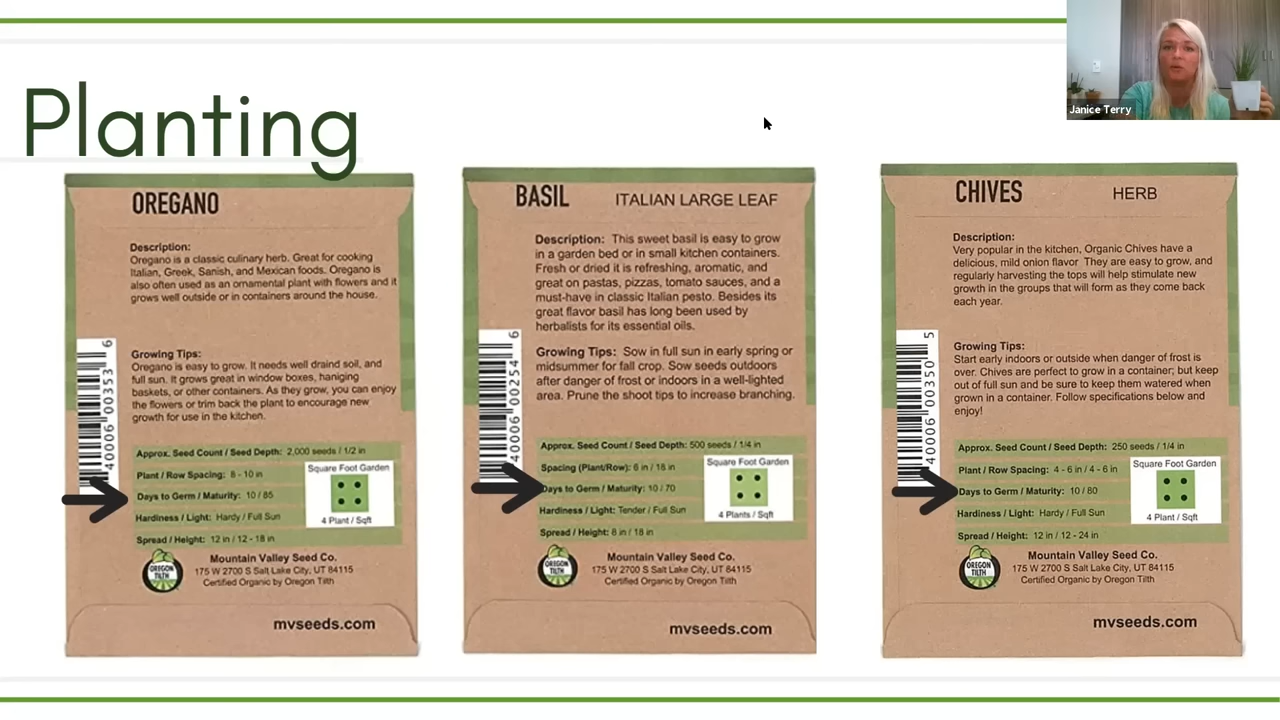 Planting
Janice Terry
OREGANO
Description:
Oregano is a classic culinary herb. Great for cooking
Italian, Greek, Sanish, and Mexican foods. Oregano is
also often used as an ornamental plant with flowers and it
grows well outside or in containers around the house.
Growing Tips:
Oregano is easy to grow. It needs well draind soil, and
full sun. It grows great in window boxes, haniging
baskets, or other containers. As they grow, you can enjoy
the flowers or trim back the plant to encourage new
growth for use in the kitchen.
40006 00353 6
Approx. Seed Count / Seed Depth: 2,000 seeds / 1/2 in
Plant / Row Spacing: 8 - 10 in
Days to Germ / Maturity: 10 / 85
Hardiness / Light: Hardy / Full Sun
Spread / Height: 12 in / 12 - 18 in
Square Foot Garden
4 Plant / Sqft
OREGON
TILTH
Mountain Valley Seed Co.
175 W 2700 S Salt Lake City, UT 84115
Certified Organic by Oregon Tilth
mvseeds.com
BASIL ITALIAN LARGE LEAF
Description: This sweet basil is easy to grow
in a garden bed or in small kitchen containers.
Fresh or dried it is refreshing, aromatic, and
great on pastas, pizzas, tomato sauces, and a
must-have in classic Italian pesto. Besides its
great flavor basil has long been used by
herbalists for its essential oils.
Growing Tips: Sow in full sun in early spring or
midsummer for fall crop. Sow seeds outdoors
after danger of frost or indoors in a well-lighted
area. Prune the shoot tips to increase branching.
40006 00254 6
Approx. Seed Count / Seed Depth: 500 seeds / 1/4 in
Spacing (Plant/Row): 6 in / 18 in
Days to Germ / Maturity: 10 / 70
Hardiness / Light: Tender / Full Sun
Spread / Height: 8 in / 18 in
Square Foot Garden
4 Plants / Sqft
OREGON
TILTH
Mountain Valley Seed Co.
175 W 2700 S Salt Lake City, UT 84115
Certified Organic by Oregon Tilth
mvseeds.com
CHIVES HERB
Description:
Very popular in the kitchen, Organic Chives have a
delicious, mild onion flavor They are easy to grow, and
regularly harvesting the tops will help stimulate new
growth in the groups that will form as they come back
each year.
Growing Tips:
Start early indoors or outside when danger of frost is
over. Chives are perfect to grow in a container; but keep
out of full sun and be sure to keep them watered when
grown in a container. Follow specifications below and
enjoy!
40006 00350 5
Approx. Seed Count / Seed Depth: 250 seeds / 1/4 in
Plant / Row Spacing: 4 - 6 in / 4 - 6 in
Days to Germ / Maturity: 10 / 80
Hardiness / Light: Hardy / Full Sun
Spread / Height: 12 in / 12 - 24 in
Square Foot Garden
4 Plant / Sqft
OREGON
TILTH
Mountain Valley Seed Co.
175 W 2700 S Salt Lake City, UT 84115
Certified Organic by Oregon Tilth
mvseeds.com